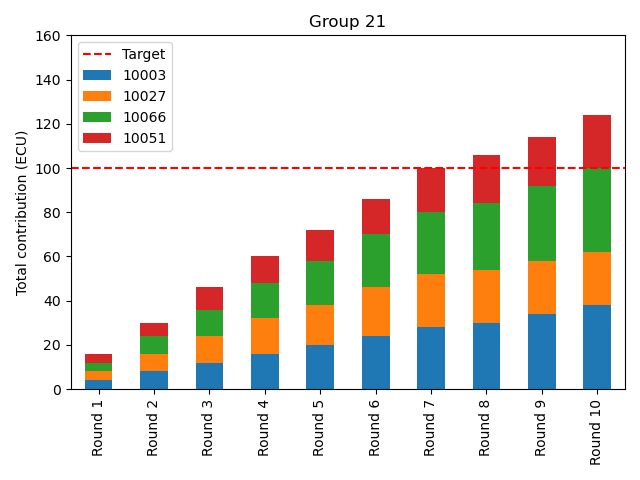 Group 21
Total contribution (ECU)
160
140
120
100
80
60
40
20
0
Target
10003
10027
10066
10051
Round 1
Round 2
Round 3
Round 4
Round 5
Round 6
Round 7
Round 8
Round 9
Round 10